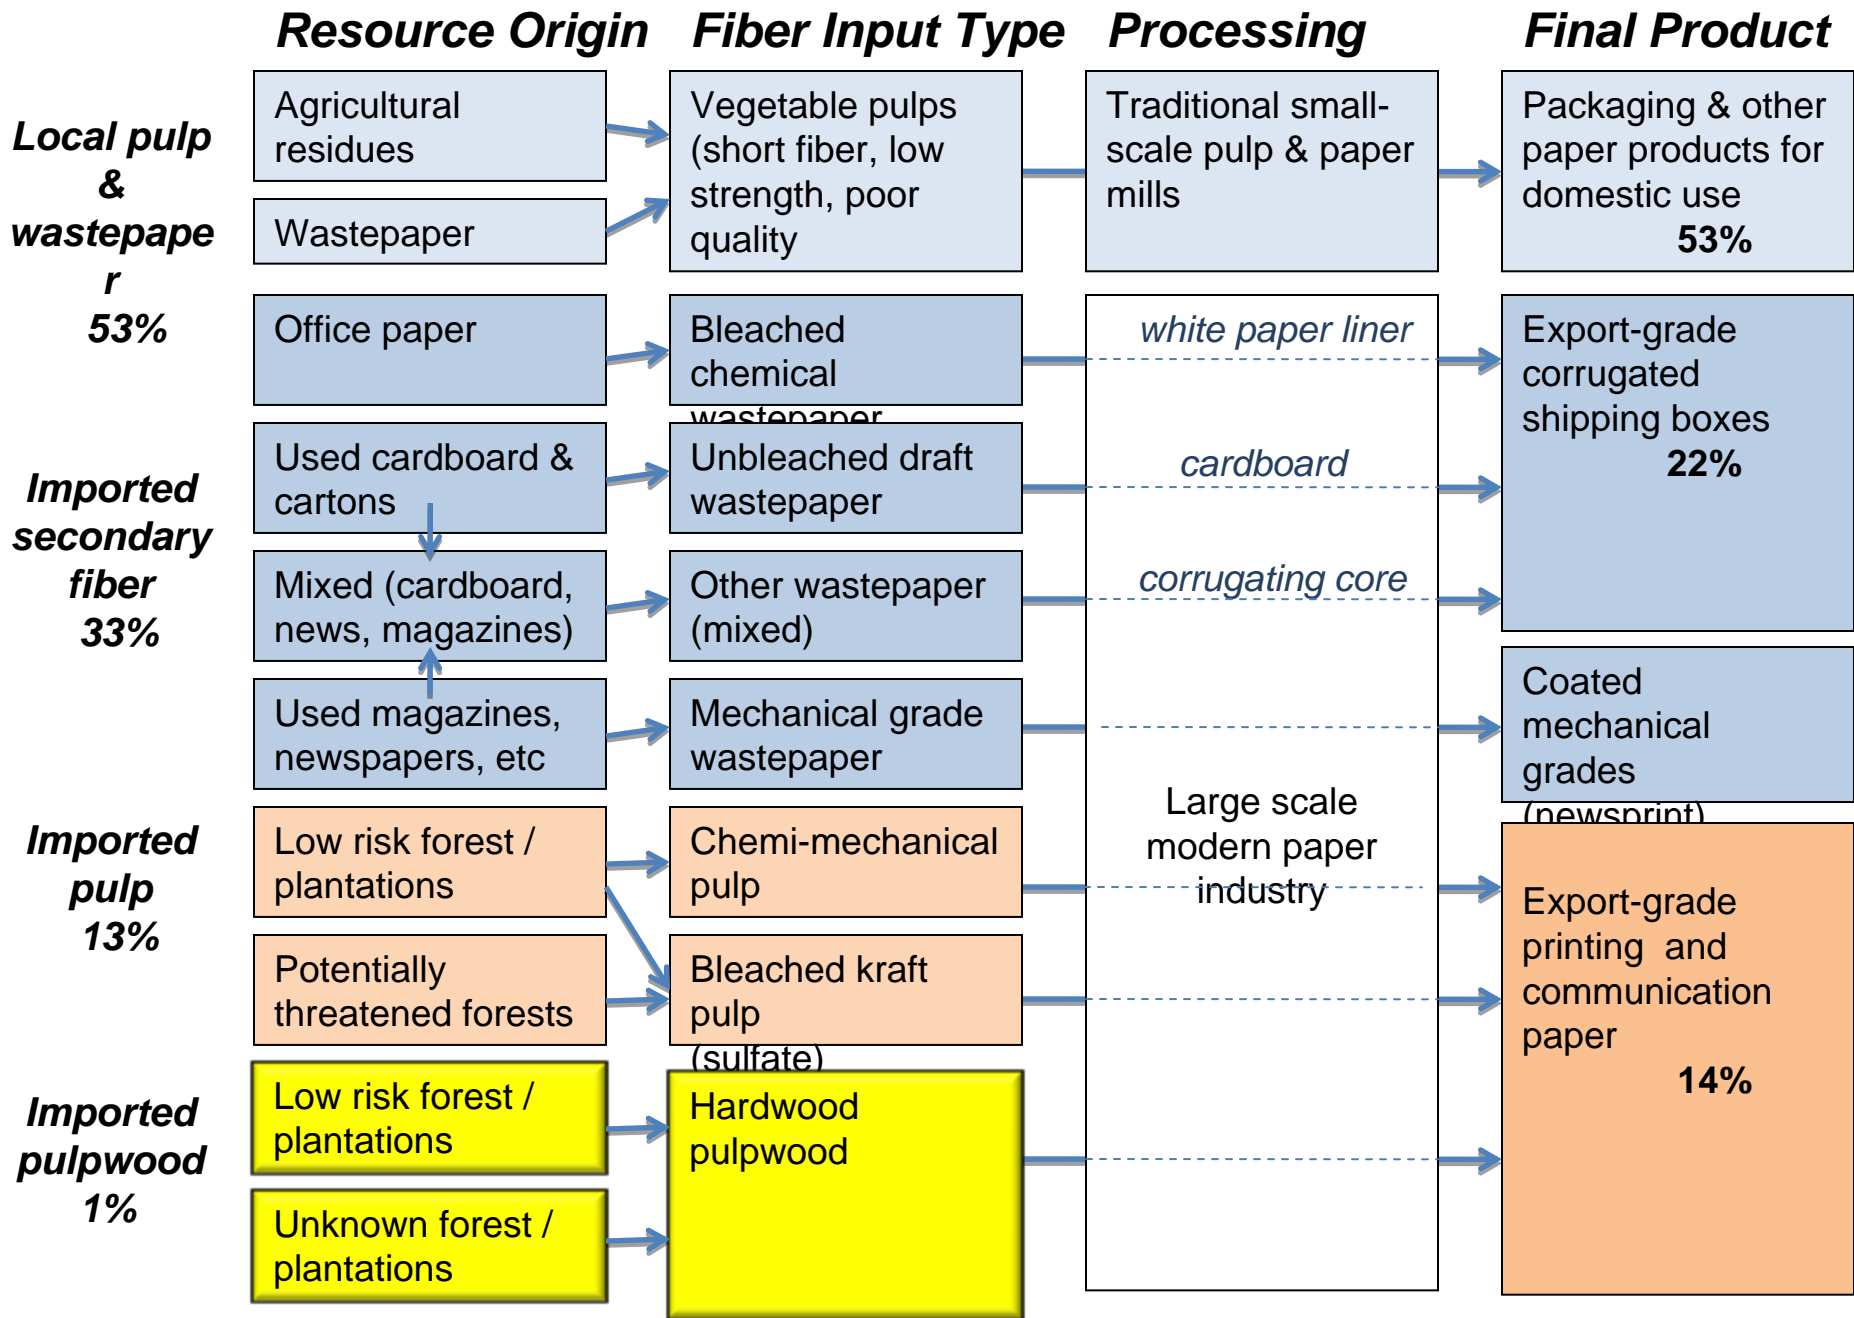 Resource Origin
Fiber Input Type
Processing
Final Product
Local pulp
&
wastepape
r
53%
Agricultural
residues
Wastepaper
Vegetable pulps
(short fiber, low
strength, poor
quality
Traditional small-
scale pulp & paper
mills
Packaging & other
paper products for
domestic use
53%
Imported
secondary
fiber
33%
Office paper
Bleached
chemical
wastepaper
white paper liner
Export-grade
corrugated
shipping boxes
22%
Used cardboard &
cartons
Unbleached draft
wastepaper
cardboard
Mixed (cardboard,
news, magazines)
Other wastepaper
(mixed)
corrugating core
Used magazines,
newspapers, etc
Mechanical grade
wastepaper
Coated
mechanical
grades
(newsprint)
Large scale
modern paper
industry
Imported
pulp
13%
Low risk forest /
plantations
Chemi-mechanical
pulp
Potentially
threatened forests
Bleached kraft
pulp
(sulfate)
Export-grade
printing and
communication
paper
14%
Imported
pulpwood
1%
Low risk forest /
plantations
Hardwood
pulpwood
Unknown forest /
plantations